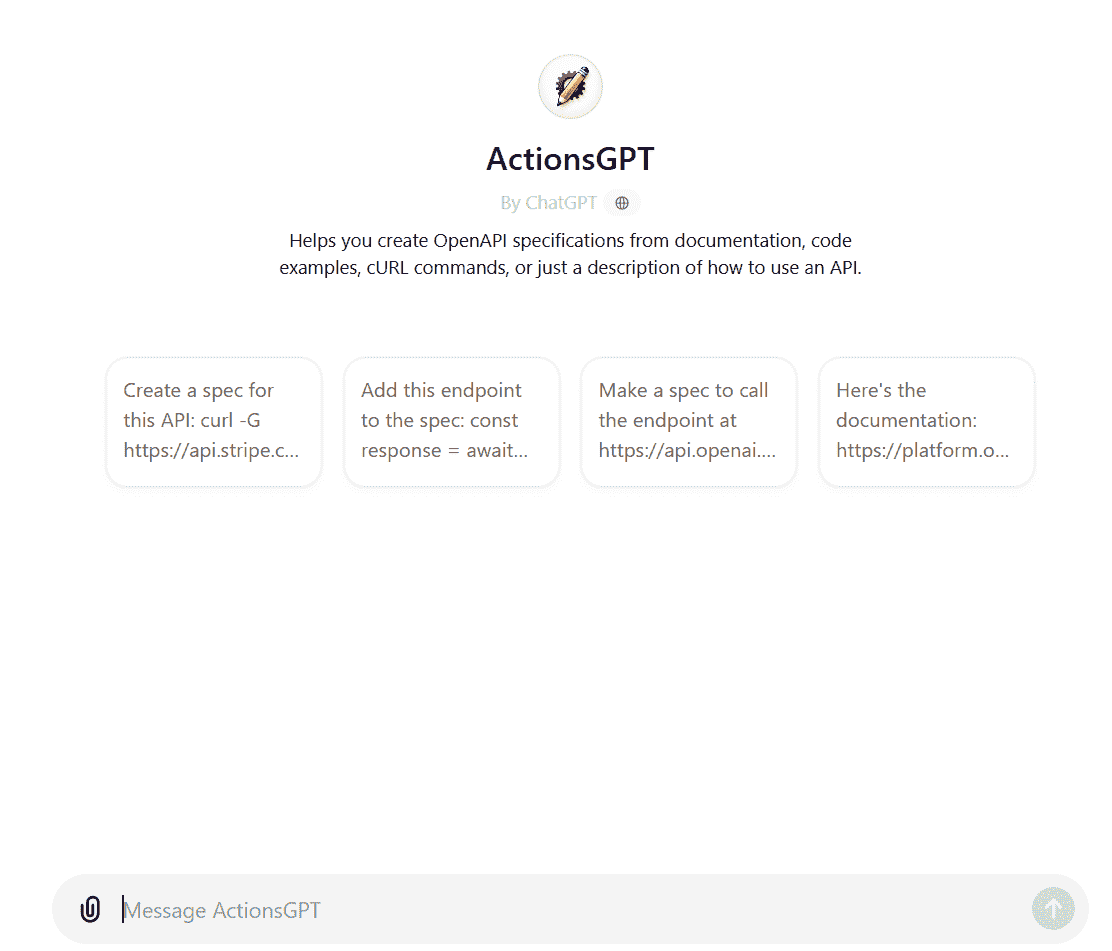 ActionsGPT
By ChatGPT
Helps you create OpenAPI specifications from documentation, code
examples, cURL commands, or just a description of how to use an API.
Create a spec for
this API: curl -G
https://api.stripe.c...
Add this endpoint
to the spec: const
response = await...
Make a spec to call
the endpoint at
https://api.openai....
Here's the
documentation:
https://platform.o...
Message ActionsGPT